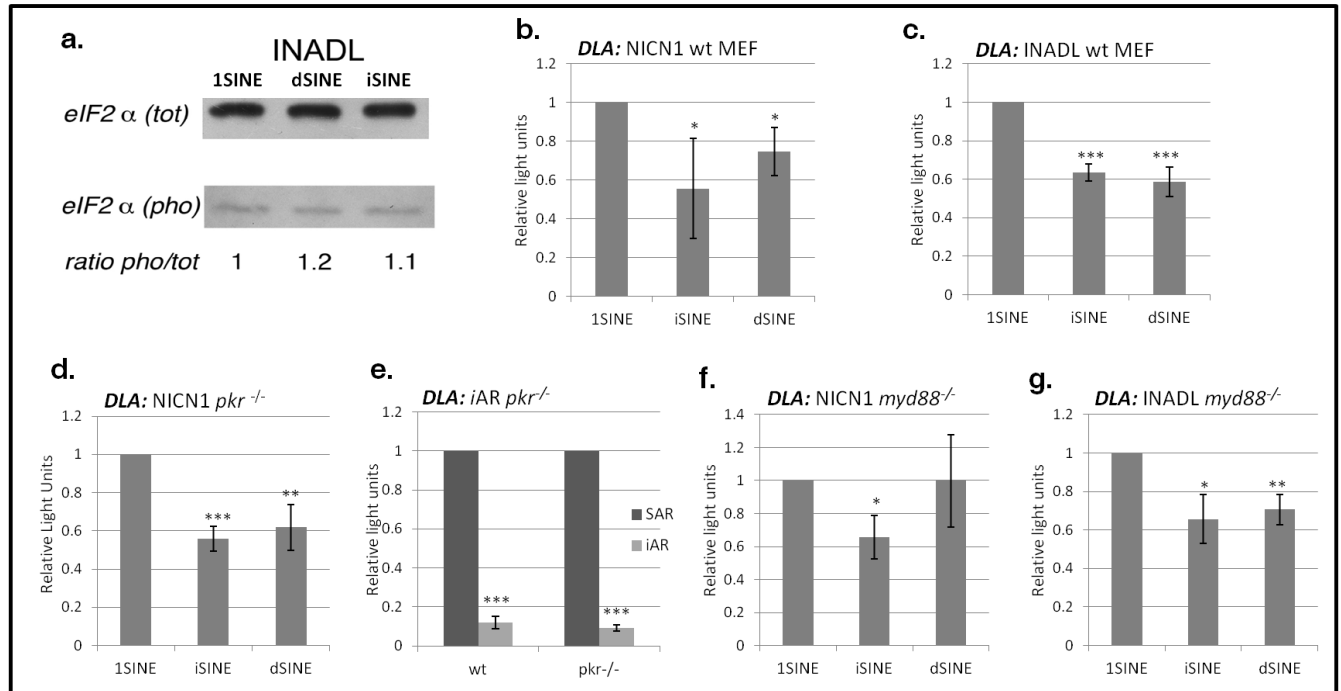 a.
INADL
1SINE dSINE iSINE
eIF2 α (tot)
eIF2 α (pho)
ratio pho/tot 1 1.2 1.1
b.
DLA: NICN1 wt MEF
Relative light units
1.2
1
0.8
0.6
0.4
0.2
0
* *
1SINE iSINE dSINE
c.
DLA: INADL wt MEF
Relative light units
1.2
1
0.8
0.6
0.4
0.2
0
*** ***
1SINE iSINE dSINE
d.
DLA: NICN1 pkr -/-
Relative Light Units
1.2
1
0.8
0.6
0.4
0.2
0
*** **
1SINE iSINE dSINE
e.
DLA: iAR pkr-/-
Relative light units
1.2
1
0.8
0.6
0.4
0.2
0
*** ***
wt pkr-/-
SAR
iAR
f.
DLA: NICN1 myd88-/-
Relative light units
1.4
1.2
1
0.8
0.6
0.4
0.2
0
*
1SINE iSINE dSINE
g.
DLA: INADL myd88-/-
Relative light units
1.2
1
0.8
0.6
0.4
0.2
0
* **
1SINE iSINE dSINE